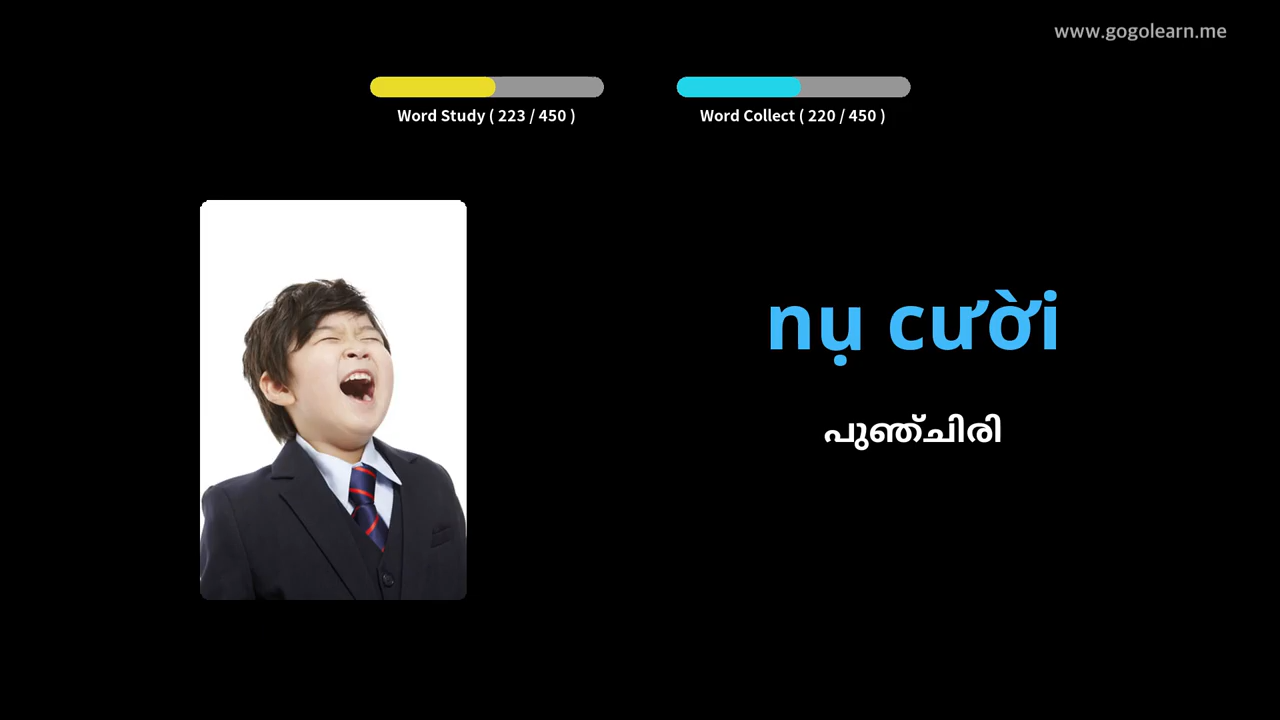 www.gogolearn.me
Word Study ( 223 / 450 )
Word Collect ( 220 / 450 )
nụ cười
പുഞ്ചിരി